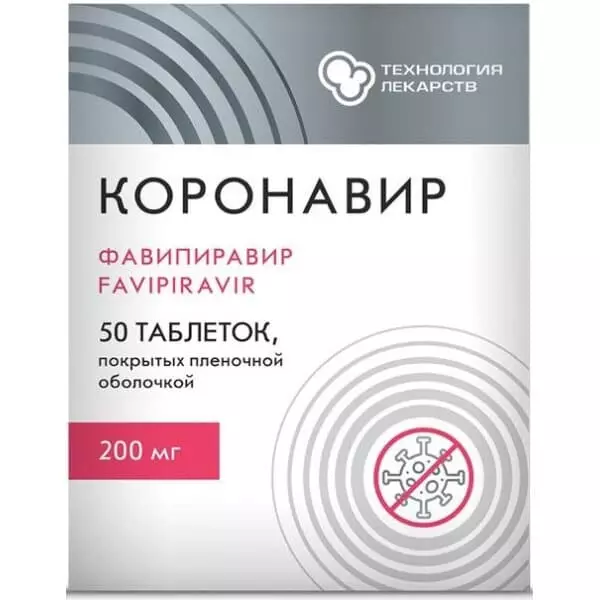 ТЕХНОЛОГИЯ
ЛЕКАРСТВ
КОРОНАВИР
ФАВИПИРАВИР
FAVIPIRAVIR
50 ТАБЛЕТОК,
покрытых пленочной
оболочкой
200 мг